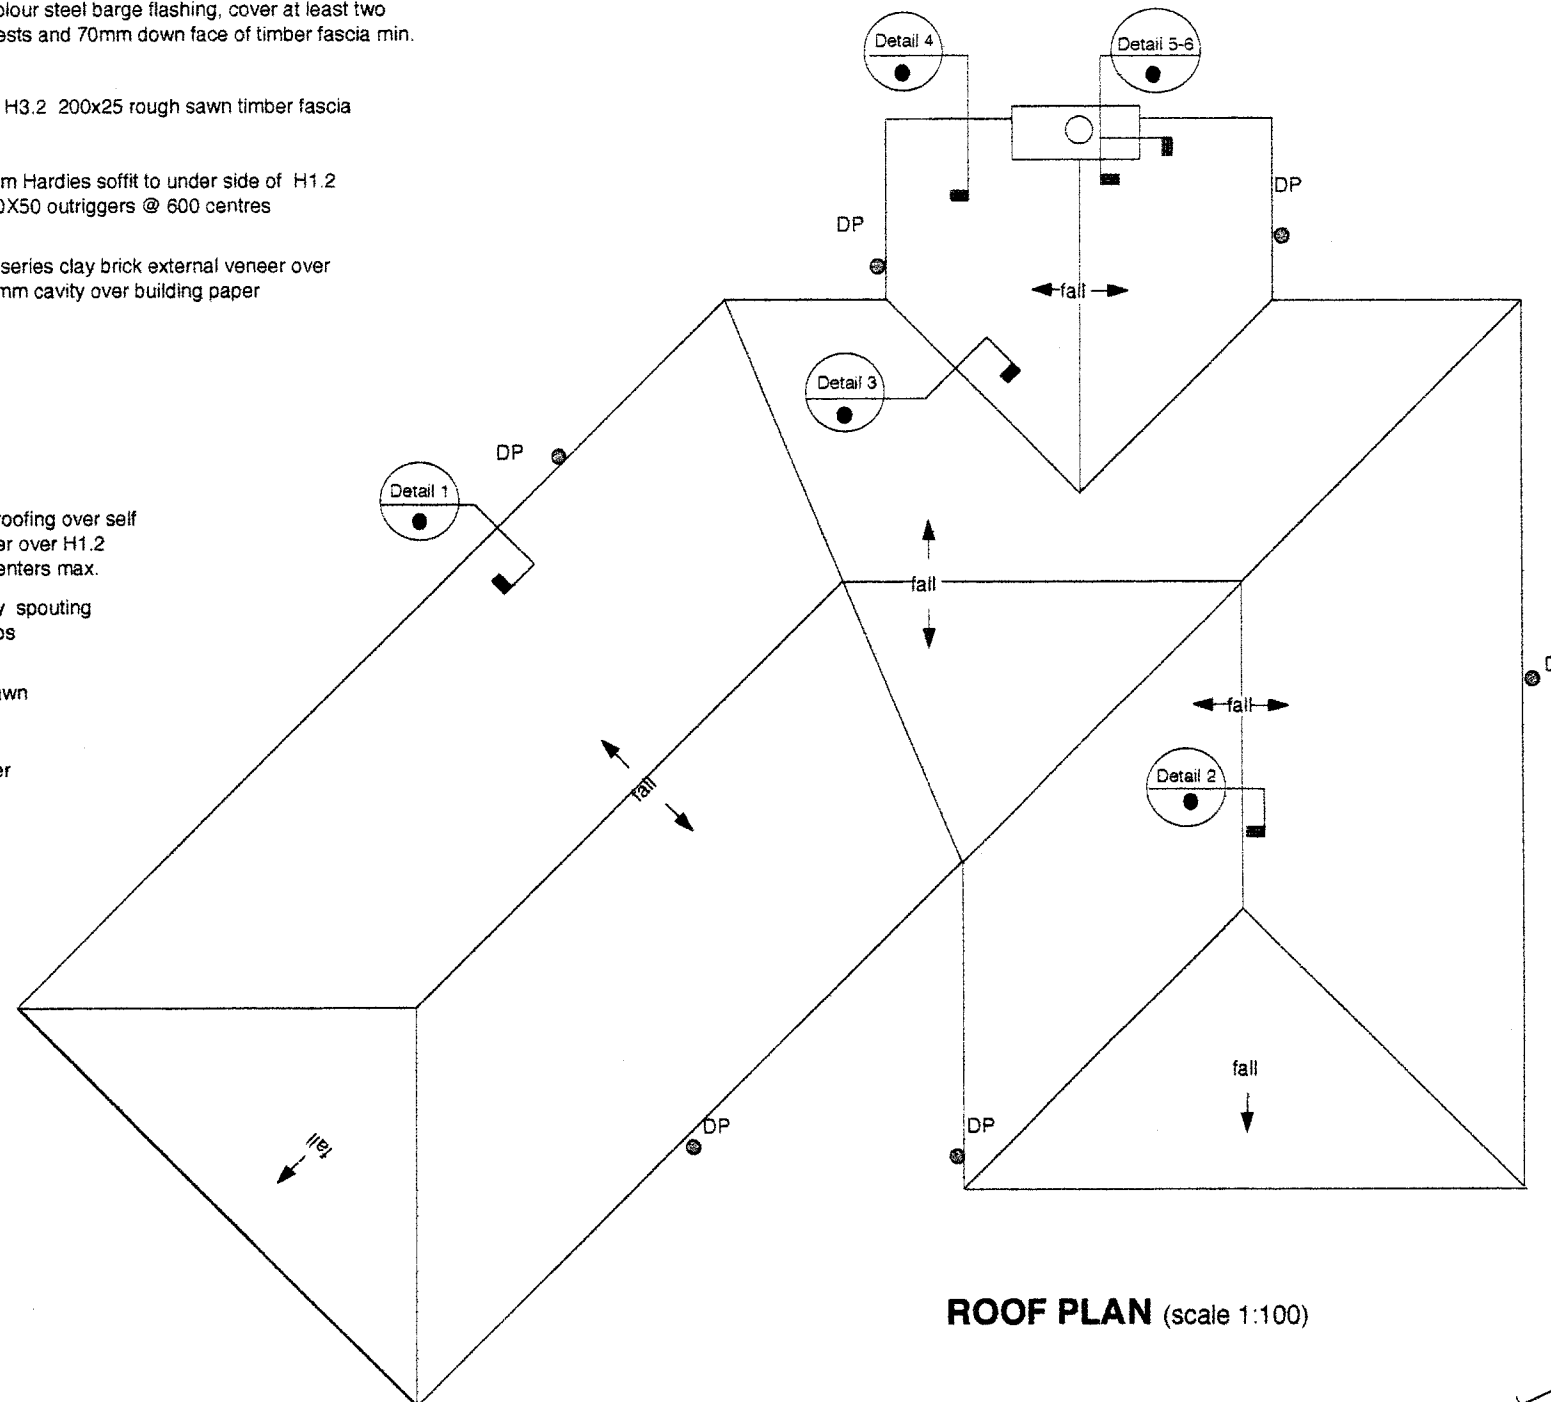 olour steel barge flashing, cover at least two
ests and 70mm down face of timber fascia min.
H3.2 200x25 rough sawn timber fascia
m Hardies soffit to under side of H1.2
0X50 outriggers @ 600 centres
series clay brick external veneer over
mm cavity over building paper
Detail 4
Detail 5-6
DP
DP
fall
Detail 3
DP
Detail 1
roofing over self
er over H1.2
enters max.
y spouting
os
awn
er
fall
fall
D
fall
Detail 2
fall
fall
DP
DP
ROOF PLAN (scale 1:100)